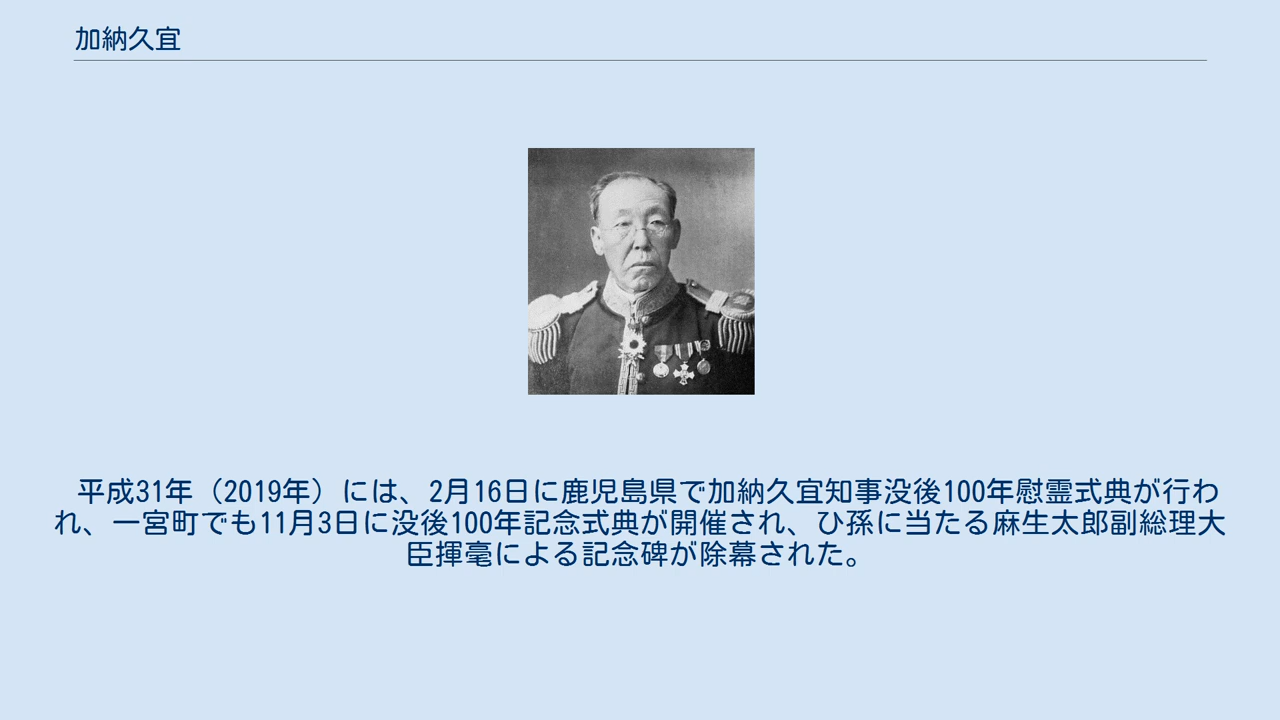 加納久宜
平成31年（2019年）には、2月16日に鹿児島県で加納久宜知事没後100年慰霊式典が行わ
れ、一宮町でも11月3日に没後100年記念式典が開催され、ひ孫に当たる麻生太郎副総理大
臣揮毫による記念碑が除幕された。